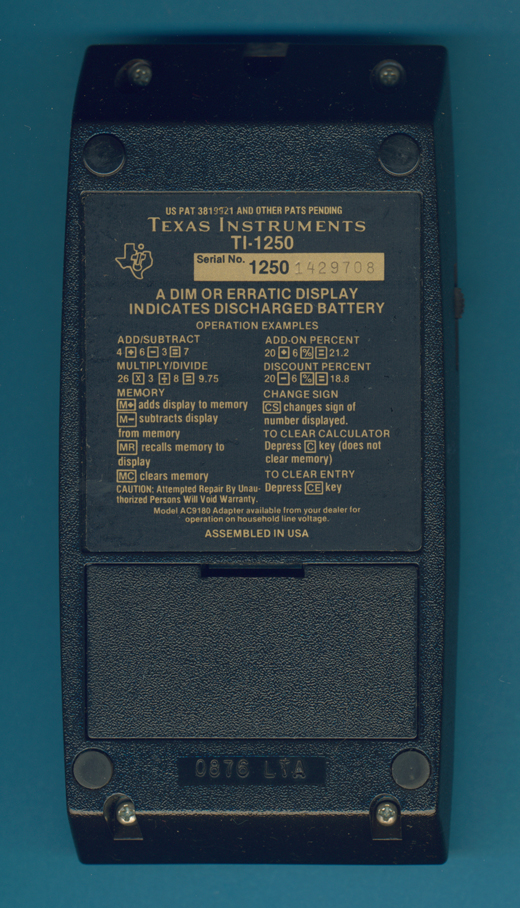 US PAT 3819921 AND OTHER PATS PENDING
TEXAS INSTRUMENTS
TI-1250
Serial No. 1250 1429708
A DIM OR ERRATIC DISPLAY
INDICATES DISCHARGED BATTERY
OPERATION EXAMPLES
ADD/SUBTRACT
4 + 6 − 3 = 7
MULTIPLY/DIVIDE
26 X 3 ÷ 8 = 9.75
MEMORY
M+ adds display to memory
M− subtracts display
from memory
MR recalls memory to
display
MC clears memory
CAUTION: Attempted Repair By Unau-
thorized Persons Will Void Warranty.
ADD-ON PERCENT
20 + 6 % = 21.2
DISCOUNT PERCENT
20 − 6 % = 18.8
CHANGE SIGN
CS changes sign of
number displayed.
TO CLEAR CALCULATOR
Depress C key (does not
clear memory)
TO CLEAR ENTRY
Depress CE key
Model AC9180 Adapter available from your dealer for
operation on household line voltage.
ASSEMBLED IN USA
0876 LTA